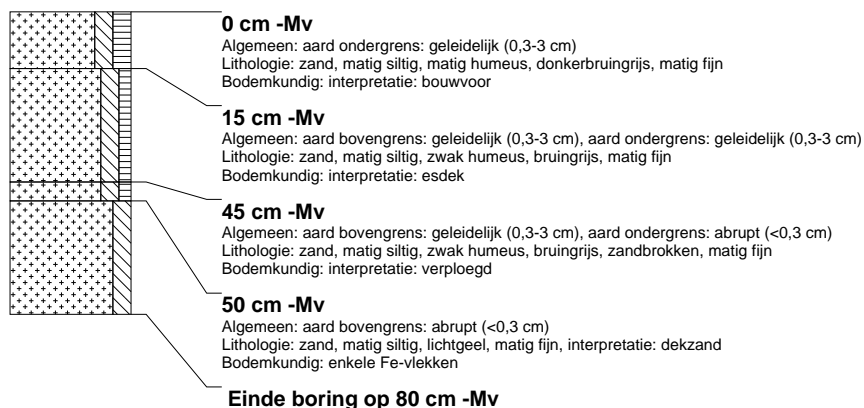 0 cm -Mv
Algemeen: aard ondergrens: geleidelijk (0,3-3 cm)
Lithologie: zand, matig siltig, matig humeus, donkerbruingrijs, matig fijn
Bodemkundig: interpretatie: bouwvoor
15 cm -Mv
Algemeen: aard bovengrens: geleidelijk (0,3-3 cm), aard ondergrens: geleidelijk (0,3-3 cm)
Lithologie: zand, matig siltig, zwak humeus, bruingrijs, matig fijn
Bodemkundig: interpretatie: esdek
45 cm -Mv
Algemeen: aard bovengrens: geleidelijk (0,3-3 cm), aard ondergrens: abrupt (<0,3 cm)
Lithologie: zand, matig siltig, zwak humeus, bruingrijs, zandbrokken, matig fijn
Bodemkundig: interpretatie: verploegd
50 cm -Mv
Algemeen: aard bovengrens: abrupt (<0,3 cm)
Lithologie: zand, matig siltig, lichtgeel, matig fijn, interpretatie: dekzand
Bodemkundig: enkele Fe-vlekken
Einde boring op 80 cm -Mv